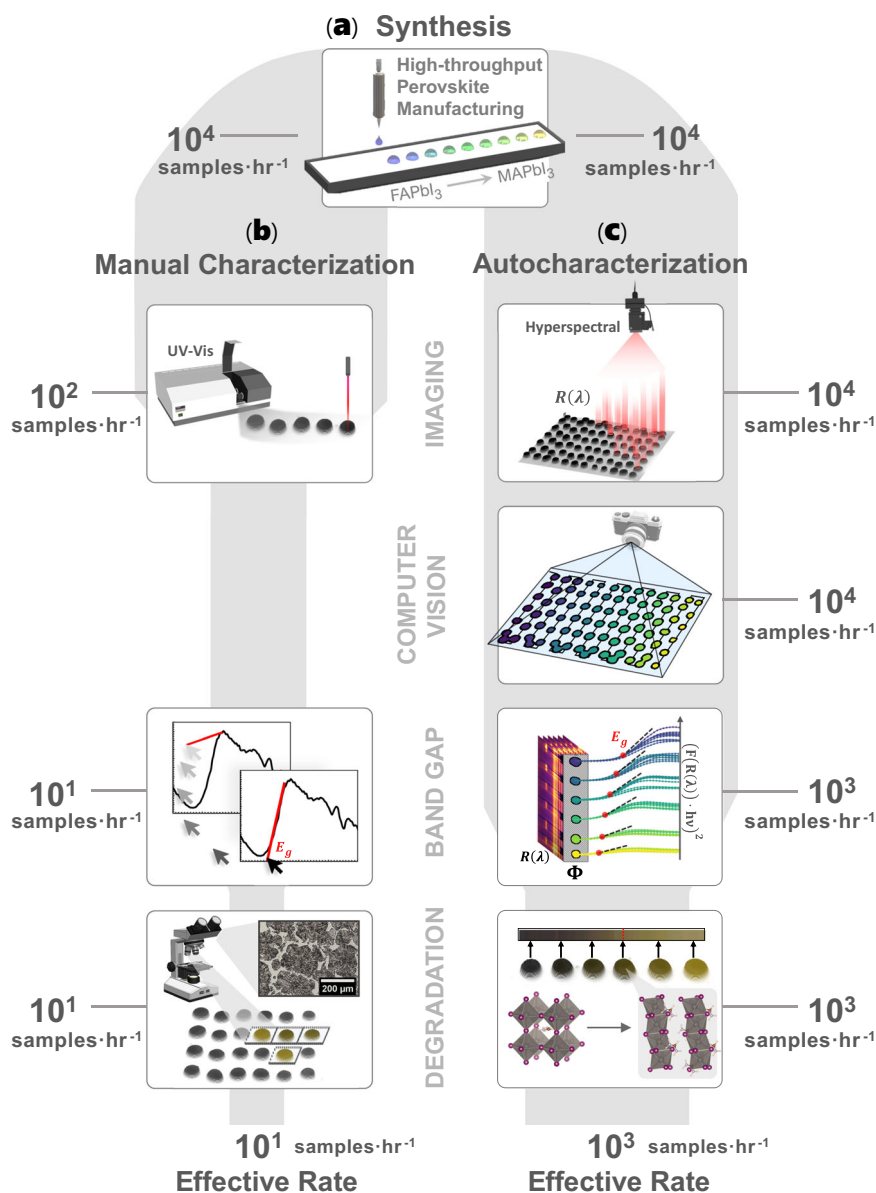 (a) Synthesis
High-throughput
Perovskite
Manufacturing
10⁴
samples·hr⁻¹
10⁴
samples·hr⁻¹
FAPbI₃
MAPbI₃
(b)
Manual Characterization
(c)
Autocharacterization
UV-Vis
10²
samples·hr⁻¹
IMAGING
Hyperspectral
R(λ)
10⁴
samples·hr⁻¹
COMPUTER
VISION
10⁴
samples·hr⁻¹
E_g
10¹
samples·hr⁻¹
BAND GAP
E_g
R(λ)
Φ
(F(R(λ)) · hν)²
10³
samples·hr⁻¹
200 µm
10¹
samples·hr⁻¹
DEGRADATION
10³
samples·hr⁻¹
10¹ samples·hr⁻¹
Effective Rate
10³ samples·hr⁻¹
Effective Rate